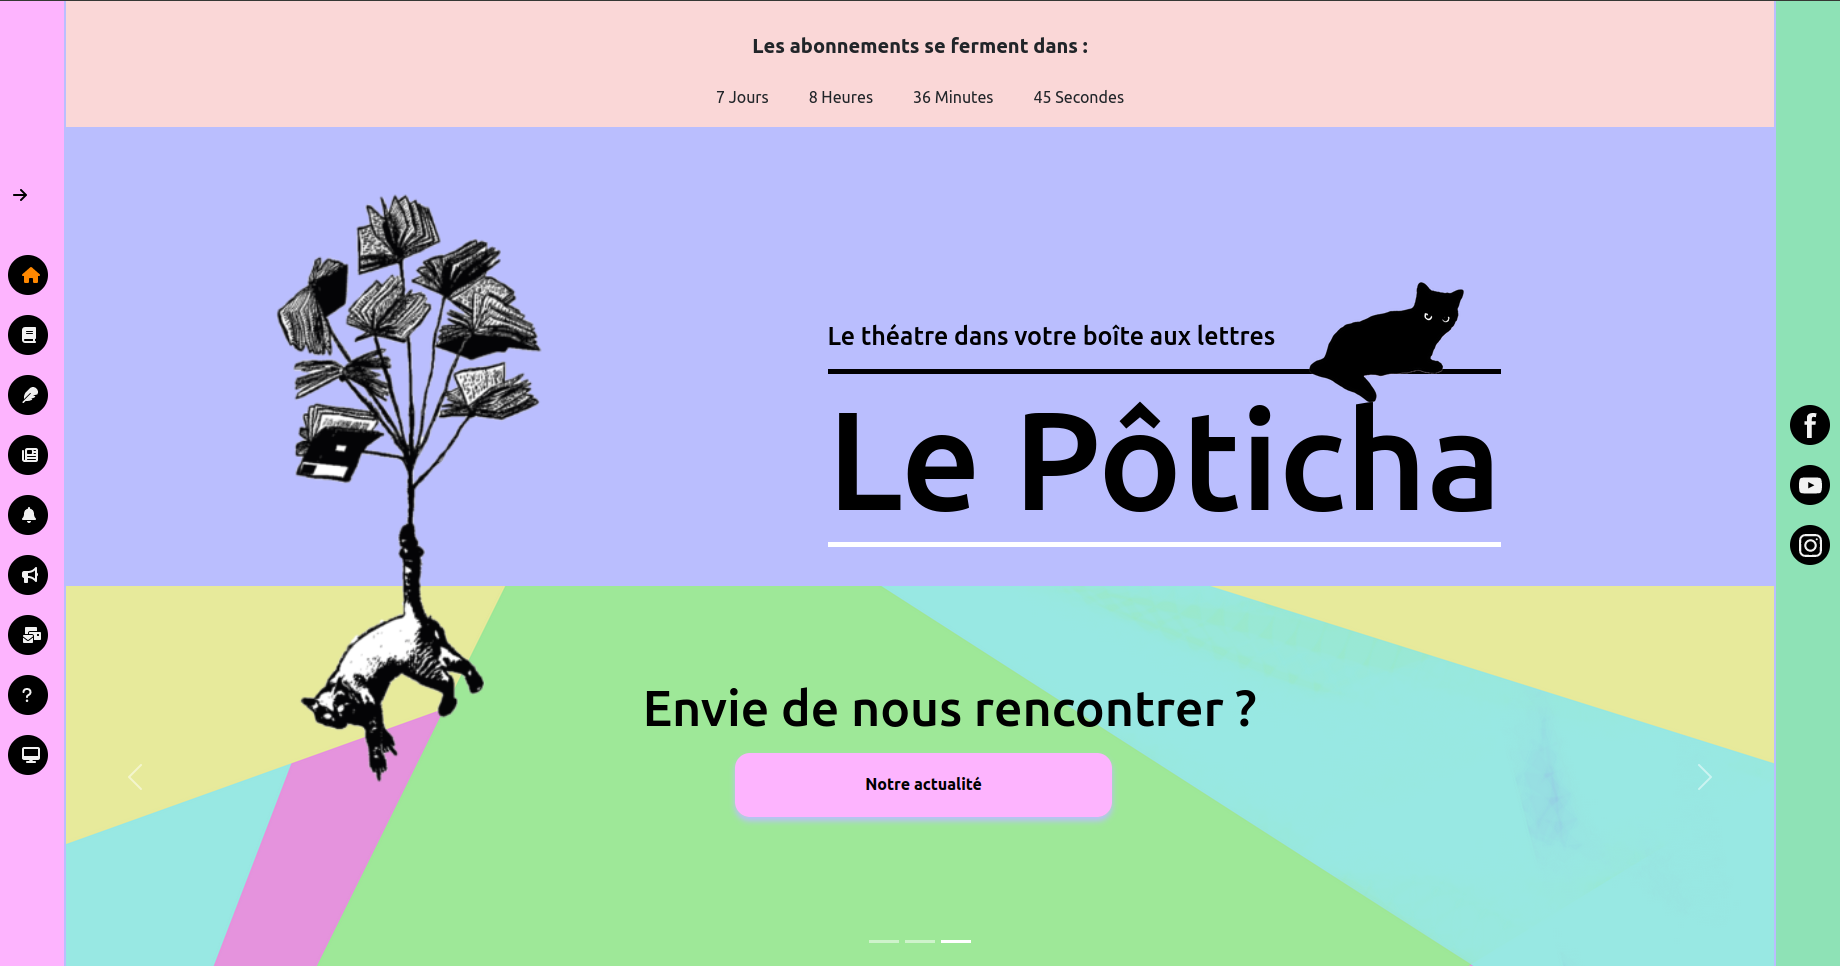 Les abonnements se ferment dans :
7 Jours 8 Heures 36 Minutes 45 Secondes
Le théatre dans votre boîte aux lettres
Le Pôticha
Envie de nous rencontrer ?
Notre actualité